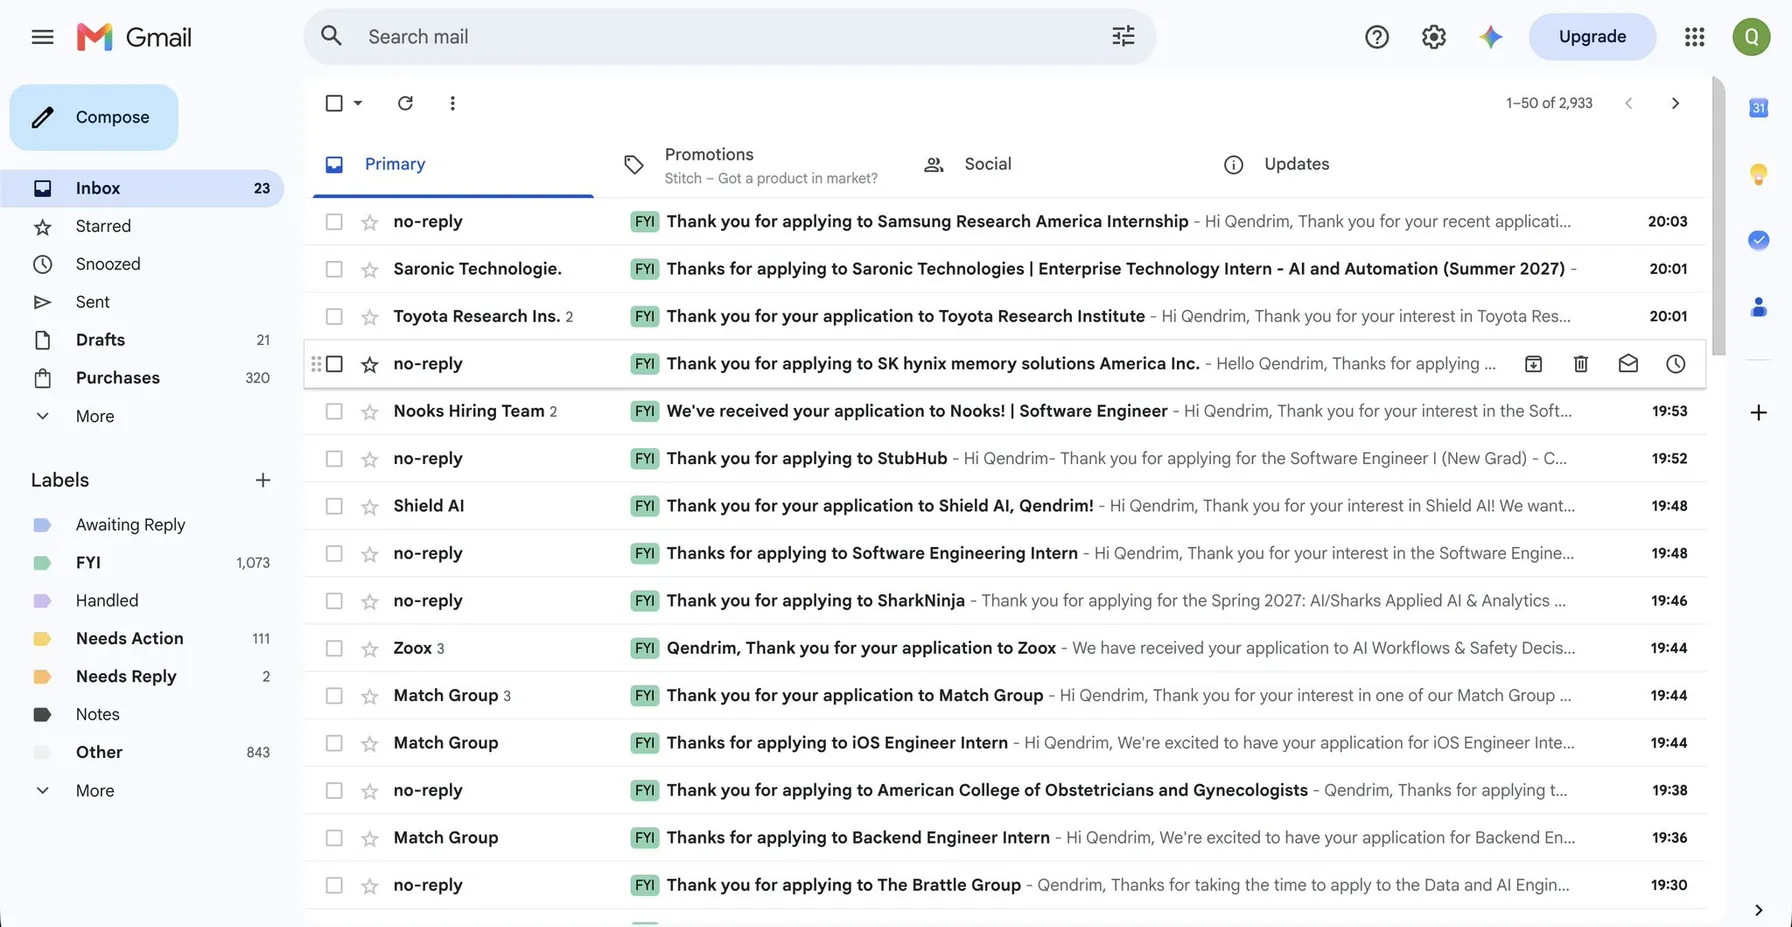 Gmail
Search mail
Upgrade
Q
Compose
1–50 of 2,933
31
Primary
Promotions
Stitch – Got a product in market?
Social
Updates
Inbox 23
Starred
Snoozed
Sent
Drafts 21
Purchases 320
More
Labels
Awaiting Reply
FYI 1,073
Handled
Needs Action 111
Needs Reply 2
Notes
Other 843
More
no-reply FYI Thank you for applying to Samsung Research America Internship - Hi Qendrim, Thank you for your recent applicati... 20:03
Saronic Technologie. FYI Thanks for applying to Saronic Technologies | Enterprise Technology Intern - AI and Automation (Summer 2027) - 20:01
Toyota Research Ins. 2 FYI Thank you for your application to Toyota Research Institute - Hi Qendrim, Thank you for your interest in Toyota Res... 20:01
no-reply FYI Thank you for applying to SK hynix memory solutions America Inc. - Hello Qendrim, Thanks for applying ...
Nooks Hiring Team 2 FYI We've received your application to Nooks! | Software Engineer - Hi Qendrim, Thank you for your interest in the Soft... 19:53
no-reply FYI Thank you for applying to StubHub - Hi Qendrim- Thank you for applying for the Software Engineer I (New Grad) - C... 19:52
Shield AI FYI Thank you for your application to Shield AI, Qendrim! - Hi Qendrim, Thank you for your interest in Shield AI! We want... 19:48
no-reply FYI Thanks for applying to Software Engineering Intern - Hi Qendrim, Thank you for your interest in the Software Engine... 19:48
no-reply FYI Thank you for applying to SharkNinja - Thank you for applying for the Spring 2027: AI/Sharks Applied AI & Analytics ... 19:46
Zoox 3 FYI Qendrim, Thank you for your application to Zoox - We have received your application to AI Workflows & Safety Decis... 19:44
Match Group 3 FYI Thank you for your application to Match Group - Hi Qendrim, Thank you for your interest in one of our Match Group ... 19:44
Match Group FYI Thanks for applying to iOS Engineer Intern - Hi Qendrim, We're excited to have your application for iOS Engineer Inte... 19:44
no-reply FYI Thank you for applying to American College of Obstetricians and Gynecologists - Qendrim, Thanks for applying t... 19:38
Match Group FYI Thanks for applying to Backend Engineer Intern - Hi Qendrim, We're excited to have your application for Backend En... 19:36
no-reply FYI Thank you for applying to The Brattle Group - Qendrim, Thanks for taking the time to apply to the Data and AI Engin... 19:30